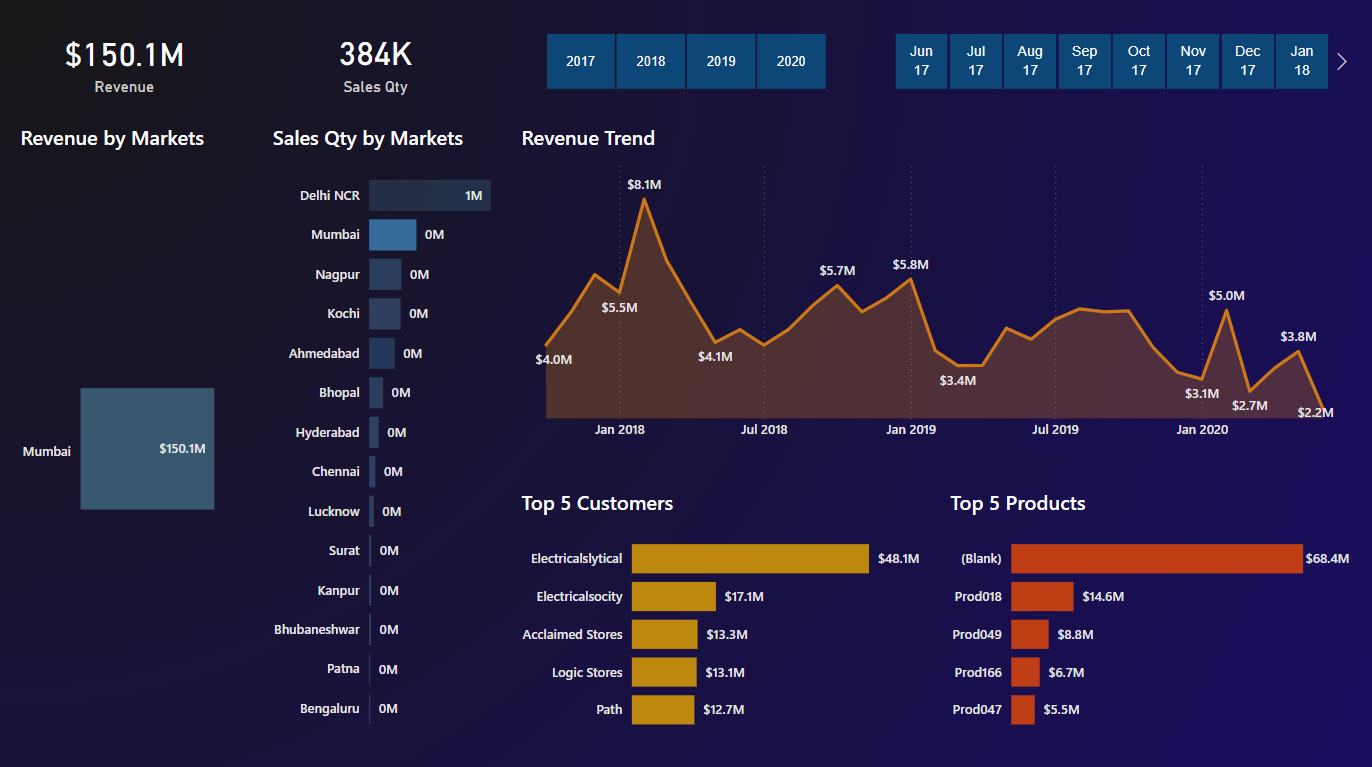 $150.1M
Revenue
384K
Sales Qty
2017 2018 2019 2020
Jun 17 Jul 17 Aug 17 Sep 17 Oct 17 Nov 17 Dec 17 Jan 18
Revenue by Markets
Mumbai $150.1M
Sales Qty by Markets
Delhi NCR 1M
Mumbai 0M
Nagpur 0M
Kochi 0M
Ahmedabad 0M
Bhopal 0M
Hyderabad 0M
Chennai 0M
Lucknow 0M
Surat 0M
Kanpur 0M
Bhubaneshwar 0M
Patna 0M
Bengaluru 0M
Revenue Trend
$4.0M $5.5M $8.1M $4.1M $5.7M $5.8M $3.4M $3.1M $5.0M $2.7M $3.8M $2.2M
Jan 2018 Jul 2018 Jan 2019 Jul 2019 Jan 2020
Top 5 Customers
Electricalslytical $48.1M
Electricalsocity $17.1M
Acclaimed Stores $13.3M
Logic Stores $13.1M
Path $12.7M
Top 5 Products
(Blank) $68.4M
Prod018 $14.6M
Prod049 $8.8M
Prod166 $6.7M
Prod047 $5.5M